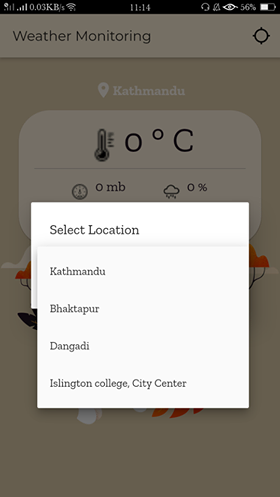 0.03KB/s 11:14 56%
Weather Monitoring
Kathmandu
0°C
0 mb 0 %
Select Location
Kathmandu
Bhaktapur
Dangadi
Islington college, City Center